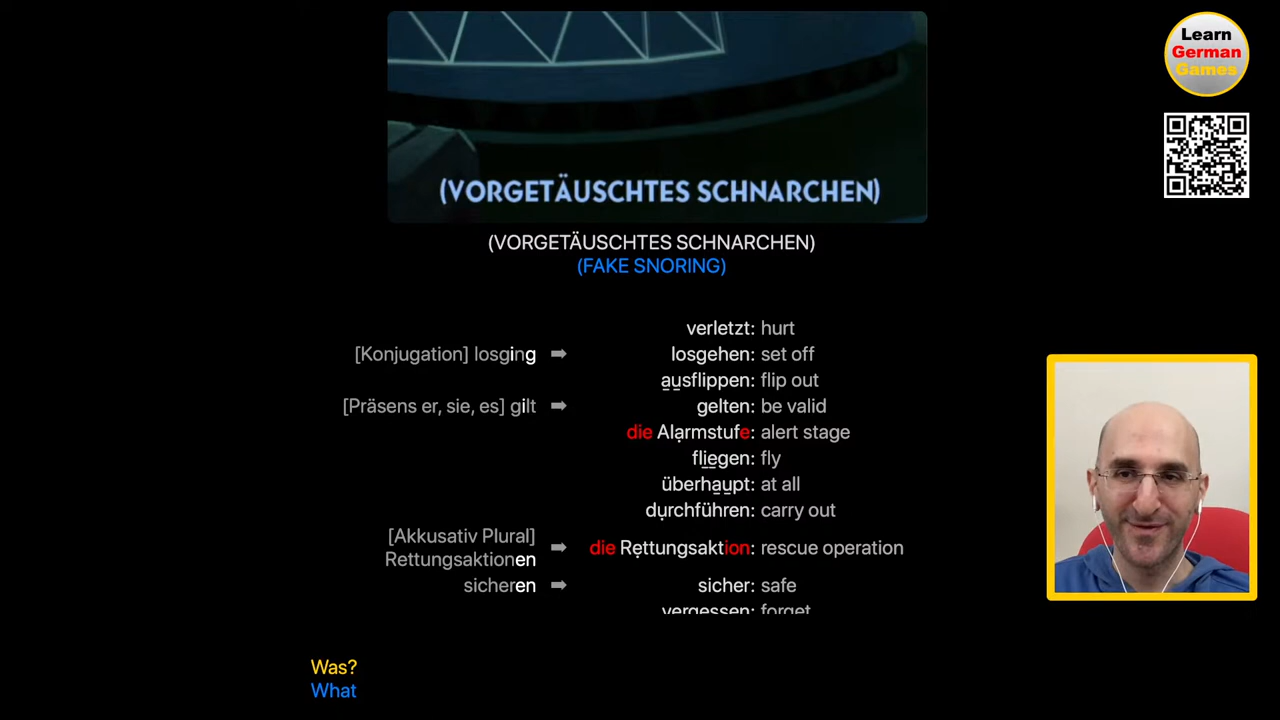 Learn
German
Games
(VORGETÄUSCHTES SCHNARCHEN)
(VORGETÄUSCHTES SCHNARCHEN)
(FAKE SNORING)
verletzt: hurt
[Konjugation] losging ➡ losgehen: set off
ausflippen: flip out
[Präsens er, sie, es] gilt ➡ gelten: be valid
die Alarmstufe: alert stage
fliegen: fly
überhaupt: at all
durchführen: carry out
[Akkusativ Plural]
Rettungsaktionen ➡ die Rettungsaktion: rescue operation
sicheren ➡ sicher: safe
vergessen: forget
Was?
What